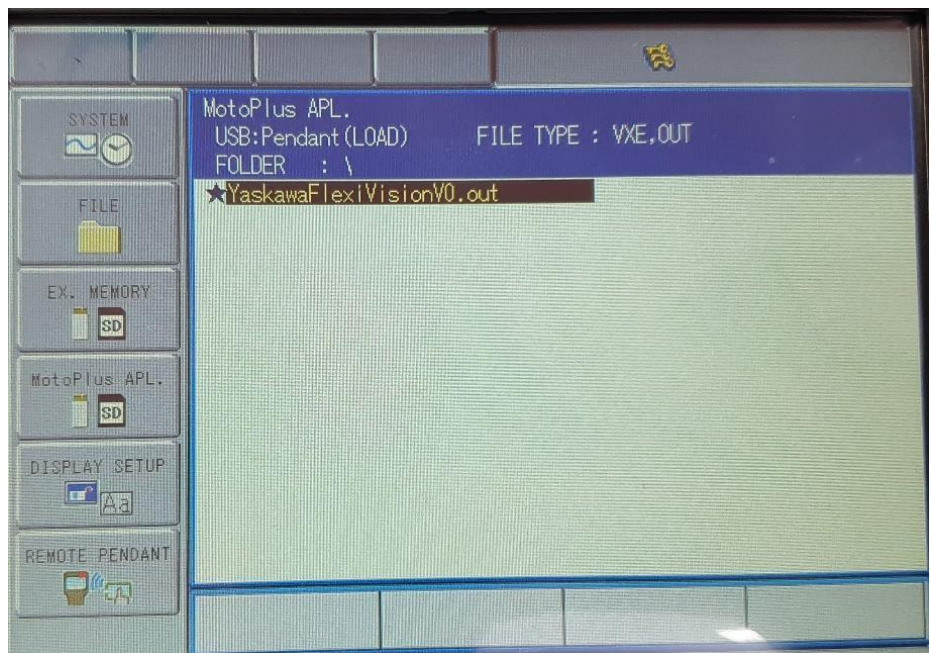 SYSTEM
FILE
EX. MEMORY
SD
MotoPlus APL.
SD
DISPLAY SETUP
Aa
REMOTE PENDANT
MotoPlus APL.
USB:Pendant(LOAD) FILE TYPE : VXE,OUT
FOLDER : \
★YaskawaFlexiVisionV0.out